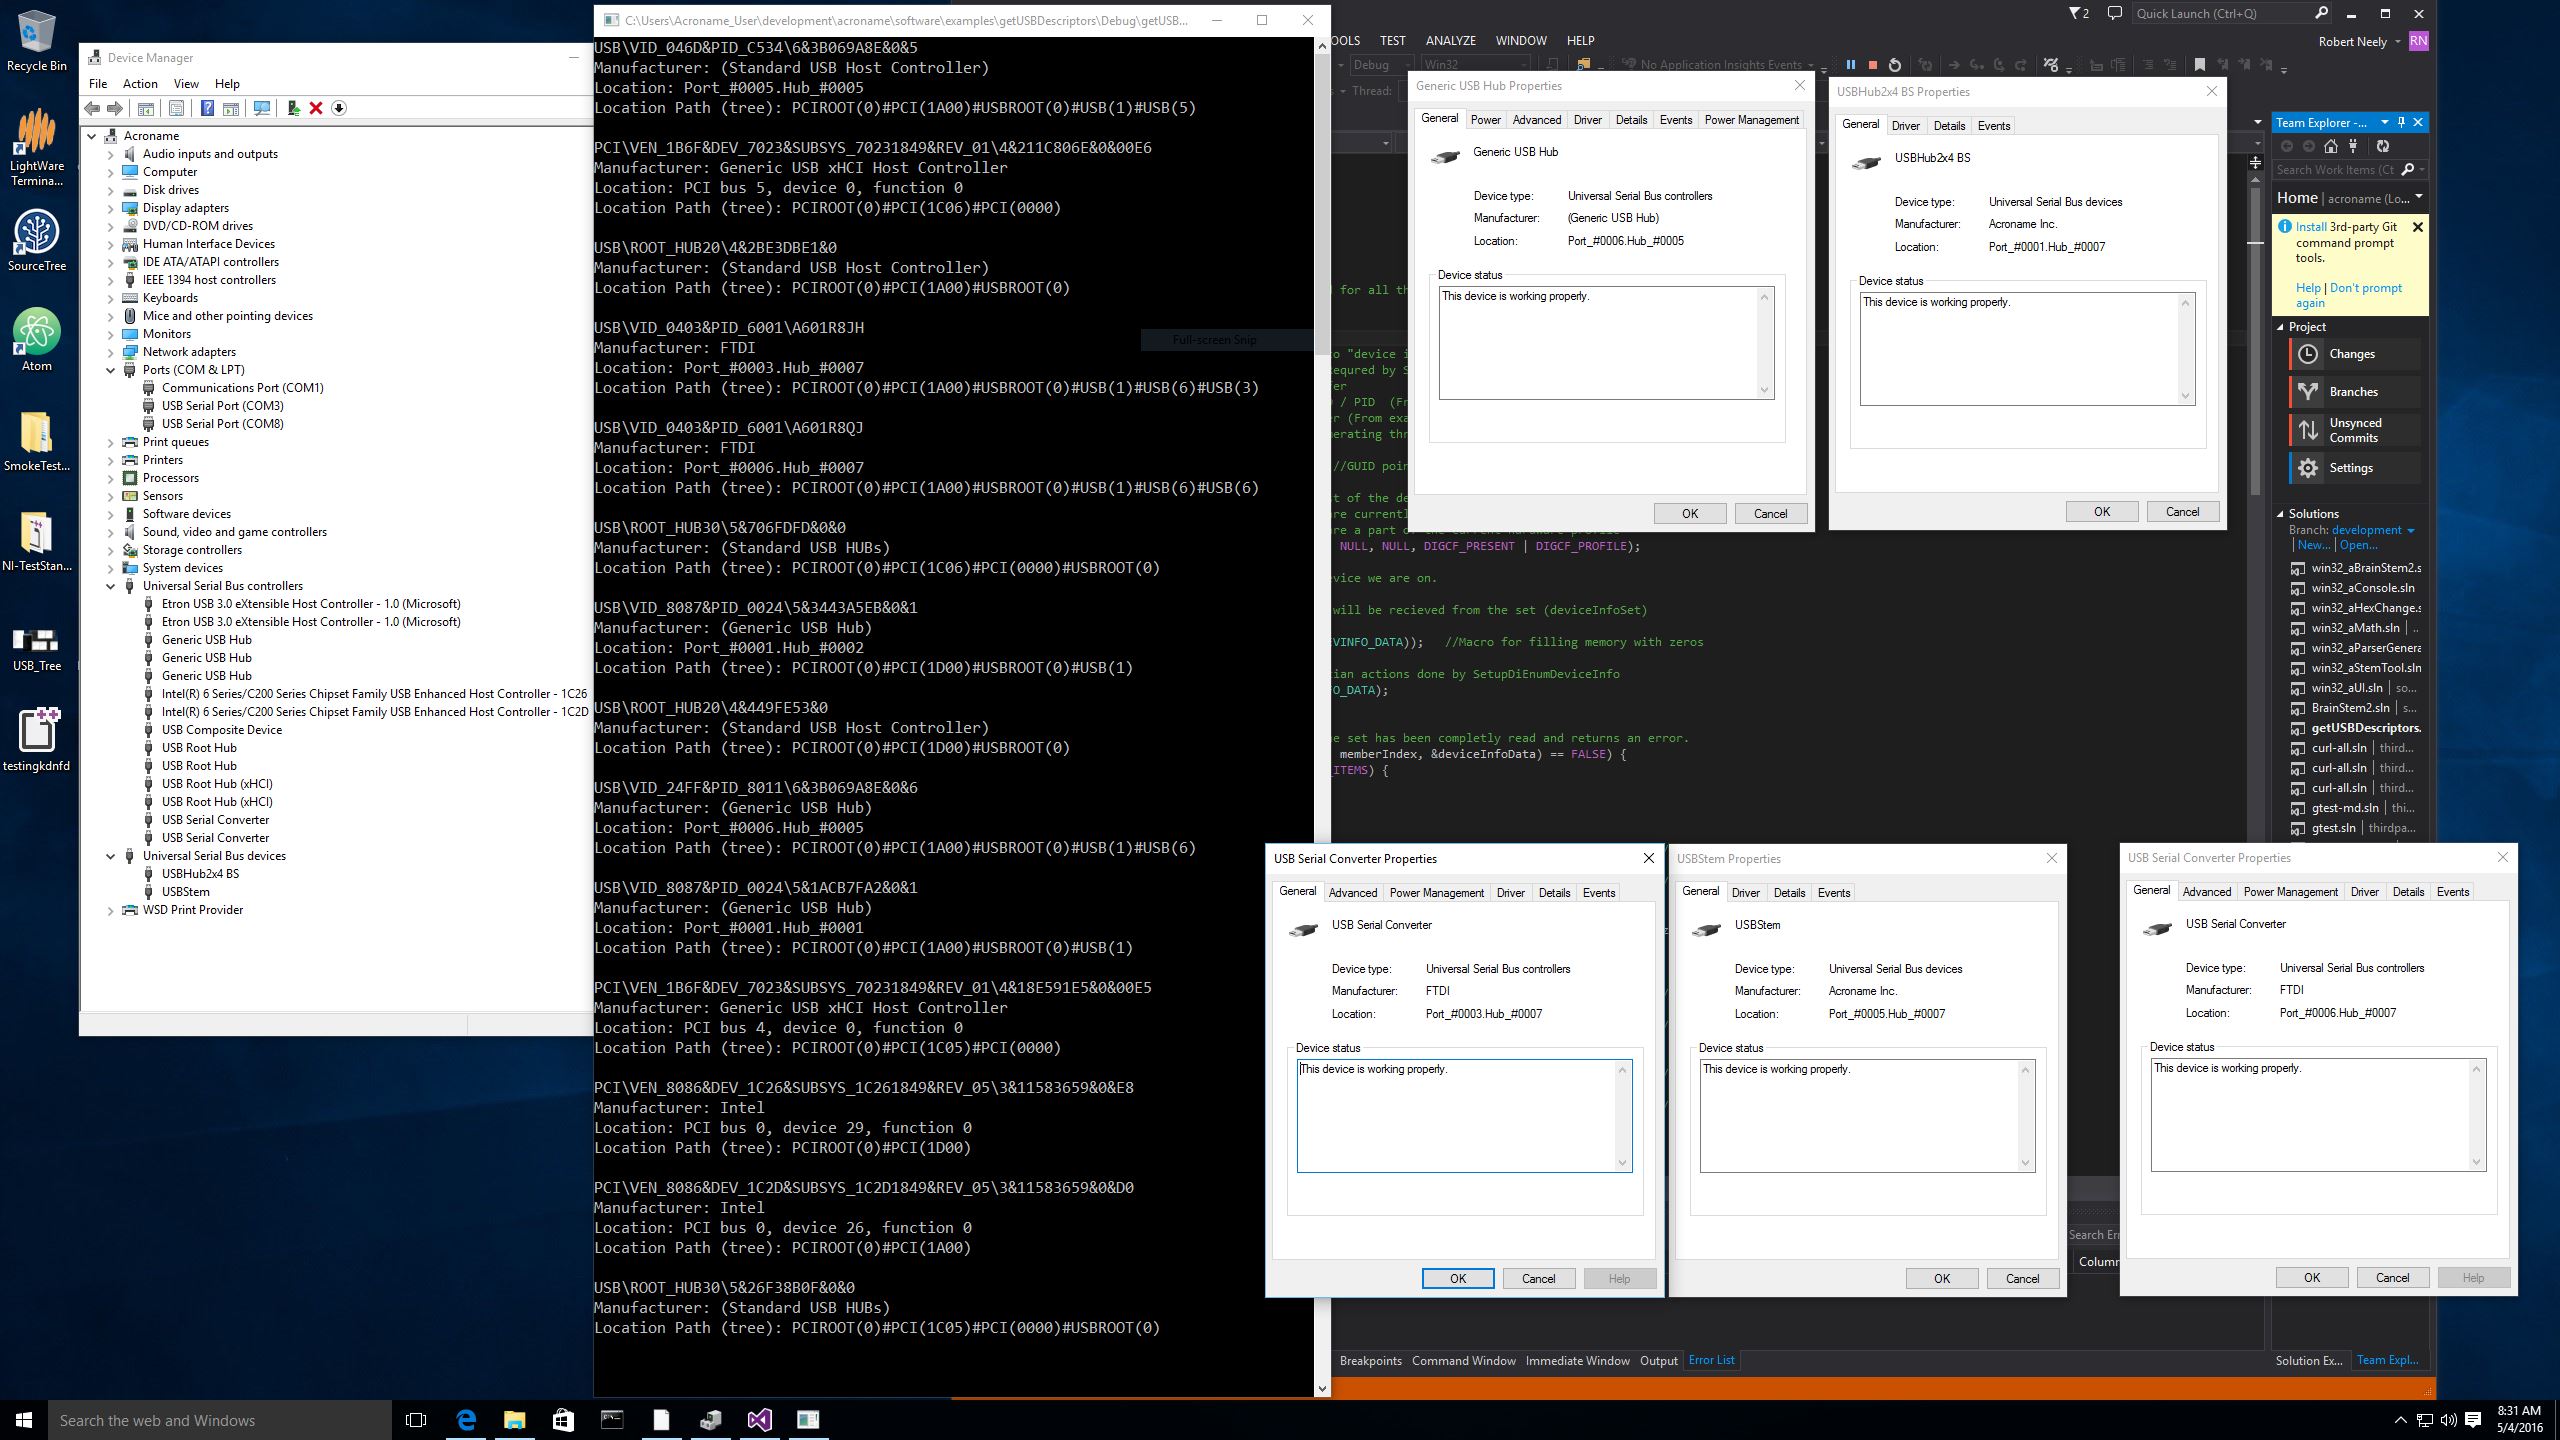 Recycle Bin
LightWare
Termina...
SourceTree
Atom
SmokeTest...
NI-TestStan...
USB_Tree
testingkdnfd
Device Manager
File Action View Help
Acroname
Audio inputs and outputs
Computer
Disk drives
Display adapters
DVD/CD-ROM drives
Human Interface Devices
IDE ATA/ATAPI controllers
IEEE 1394 host controllers
Keyboards
Mice and other pointing devices
Monitors
Network adapters
Ports (COM & LPT)
Communications Port (COM1)
USB Serial Port (COM3)
USB Serial Port (COM8)
Print queues
Printers
Processors
Sensors
Software devices
Sound, video and game controllers
Storage controllers
System devices
Universal Serial Bus controllers
Etron USB 3.0 eXtensible Host Controller - 1.0 (Microsoft)
Etron USB 3.0 eXtensible Host Controller - 1.0 (Microsoft)
Generic USB Hub
Generic USB Hub
Generic USB Hub
Intel(R) 6 Series/C200 Series Chipset Family USB Enhanced Host Controller - 1C26
Intel(R) 6 Series/C200 Series Chipset Family USB Enhanced Host Controller - 1C2D
USB Composite Device
USB Root Hub
USB Root Hub
USB Root Hub (xHCI)
USB Root Hub (xHCI)
USB Serial Converter
USB Serial Converter
Universal Serial Bus devices
USBHub2x4 BS
USBStem
WSD Print Provider
C:\Users\Acroname_User\development\acroname\software\examples\getUSBDescriptors\Debug\getUSB...
USB\VID_046D&PID_C534\6&3B069A8E&0&5
Manufacturer: (Standard USB Host Controller)
Location: Port_#0005.Hub_#0005
Location Path (tree): PCIROOT(0)#PCI(1A00)#USBROOT(0)#USB(1)#USB(5)
PCI\VEN_1B6F&DEV_7023&SUBSYS_70231849&REV_01\4&211C806E&0&00E6
Manufacturer: Generic USB xHCI Host Controller
Location: PCI bus 5, device 0, function 0
Location Path (tree): PCIROOT(0)#PCI(1C06)#PCI(0000)
USB\ROOT_HUB20\4&2BE3DBE1&0
Manufacturer: (Standard USB Host Controller)
Location Path (tree): PCIROOT(0)#PCI(1A00)#USBROOT(0)
USB\VID_0403&PID_6001\A601R8JH
Manufacturer: FTDI
Location: Port_#0003.Hub_#0007
Location Path (tree): PCIROOT(0)#PCI(1A00)#USBROOT(0)#USB(1)#USB(6)#USB(3)
USB\VID_0403&PID_6001\A601R8QJ
Manufacturer: FTDI
Location: Port_#0006.Hub_#0007
Location Path (tree): PCIROOT(0)#PCI(1A00)#USBROOT(0)#USB(1)#USB(6)#USB(6)
USB\ROOT_HUB30\5&706FDFD&0&0
Manufacturer: (Standard USB HUBs)
Location Path (tree): PCIROOT(0)#PCI(1C06)#PCI(0000)#USBROOT(0)
USB\VID_8087&PID_0024\5&3443A5EB&0&1
Manufacturer: (Generic USB Hub)
Location: Port_#0001.Hub_#0002
Location Path (tree): PCIROOT(0)#PCI(1D00)#USBROOT(0)#USB(1)
USB\ROOT_HUB20\4&449FE53&0
Manufacturer: (Standard USB Host Controller)
Location Path (tree): PCIROOT(0)#PCI(1D00)#USBROOT(0)
USB\VID_24FF&PID_8011\6&3B069A8E&0&6
Manufacturer: (Generic USB Hub)
Location: Port_#0006.Hub_#0005
Location Path (tree): PCIROOT(0)#PCI(1A00)#USBROOT(0)#USB(1)#USB(6)
USB\VID_8087&PID_0024\5&1ACB7FA2&0&1
Manufacturer: (Generic USB Hub)
Location: Port_#0001.Hub_#0001
Location Path (tree): PCIROOT(0)#PCI(1A00)#USBROOT(0)#USB(1)
PCI\VEN_1B6F&DEV_7023&SUBSYS_70231849&REV_01\4&18E591E5&0&00E5
Manufacturer: Generic USB xHCI Host Controller
Location: PCI bus 4, device 0, function 0
Location Path (tree): PCIROOT(0)#PCI(1C05)#PCI(0000)
PCI\VEN_8086&DEV_1C26&SUBSYS_1C261849&REV_05\3&11583659&0&E8
Manufacturer: Intel
Location: PCI bus 0, device 29, function 0
Location Path (tree): PCIROOT(0)#PCI(1D00)
PCI\VEN_8086&DEV_1C2D&SUBSYS_1C2D1849&REV_05\3&11583659&0&D0
Manufacturer: Intel
Location: PCI bus 0, device 26, function 0
Location Path (tree): PCIROOT(0)#PCI(1A00)
USB\ROOT_HUB30\5&26F38B0F&0&0
Manufacturer: (Standard USB HUBs)
Location Path (tree): PCIROOT(0)#PCI(1C05)#PCI(0000)#USBROOT(0)
Full-screen Snip
2 Quick Launch (Ctrl+Q)
OOLS TEST ANALYZE WINDOW HELP
Robert Neely RN
Debug Win32 No Application Insights Events
Thread:
d for all th
o "device i
equred by S
fer
D / PID (Fr
er (From exa
merating thr
//GUID poin
st of the de
are currentl
are a part of the current hardware profile
NULL, NULL, DIGCF_PRESENT | DIGCF_PROFILE);
evice we are on.
will be recieved from the set (deviceInfoSet)
EVINFO_DATA)); //Macro for filling memory with zeros
tian actions done by SetupDiEnumDeviceInfo
O_DATA);
he set has been completly read and returns an error.
memberIndex, &deviceInfoData) == FALSE) {
_ITEMS) {
Generic USB Hub Properties
General Power Advanced Driver Details Events Power Management
Generic USB Hub
Device type: Universal Serial Bus controllers
Manufacturer: (Generic USB Hub)
Location: Port_#0006.Hub_#0005
Device status
This device is working properly.
OK Cancel
USBHub2x4 BS Properties
General Driver Details Events
USBHub2x4 BS
Device type: Universal Serial Bus devices
Manufacturer: Acroname Inc.
Location: Port_#0001.Hub_#0007
Device status
This device is working properly.
OK Cancel
Team Explorer -...
Search Work Items (Ct
Home | acroname (Lo...
Install 3rd-party Git
command prompt
tools.
Help | Don't prompt
again
Project
Changes
Branches
Unsynced
Commits
Settings
Solutions
Branch: development
New... | Open...
win32_aBrainStem2.s
win32_aConsole.sln
win32_aHexChange.s
win32_aMath.sln | ..
win32_aParserGenera
win32_aStemTool.sln
win32_aUI.sln | so...
BrainStem2.sln | s...
getUSBDescriptors.
curl-all.sln | third...
curl-all.sln | third...
curl-all.sln | third...
gtest-md.sln | thi...
gtest.sln | thirdpa...
USB Serial Converter Properties
General Advanced Power Management Driver Details Events
USB Serial Converter
Device type: Universal Serial Bus controllers
Manufacturer: FTDI
Location: Port_#0003.Hub_#0007
Device status
This device is working properly.
OK Cancel Help
USBStem Properties
General Driver Details Events
USBStem
Device type: Universal Serial Bus devices
Manufacturer: Acroname Inc.
Location: Port_#0005.Hub_#0007
Device status
This device is working properly.
OK Cancel
USB Serial Converter Properties
General Advanced Power Management Driver Details Events
USB Serial Converter
Device type: Universal Serial Bus controllers
Manufacturer: FTDI
Location: Port_#0006.Hub_#0007
Device status
This device is working properly.
OK Cancel Help
Search Err
Column
Breakpoints Command Window Immediate Window Output Error List
Solution Ex... Team Expl...
Search the web and Windows
8:31 AM
5/4/2016